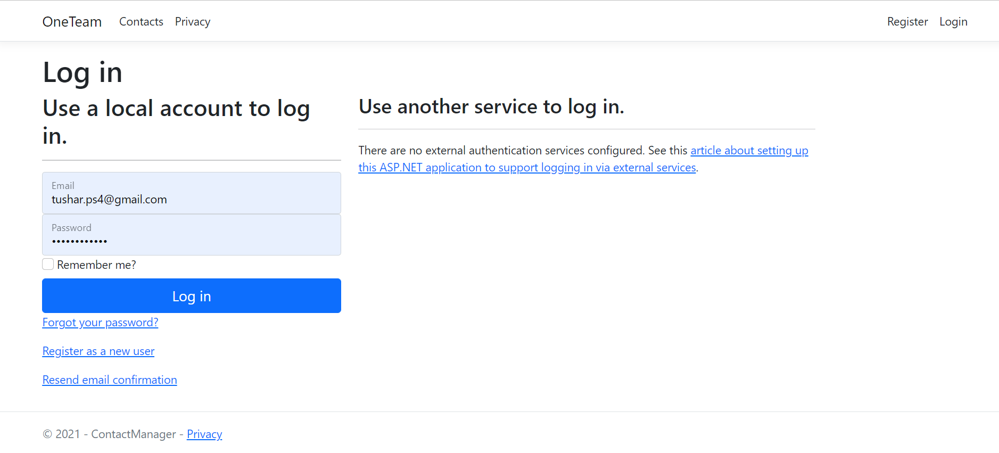 OneTeam Contacts Privacy Register Login
Log in
Use a local account to log
in.
Email
tushar.ps4@gmail.com
Password
••••••••••••
Remember me?
Log in
Forgot your password?
Register as a new user
Resend email confirmation
Use another service to log in.
There are no external authentication services configured. See this article about setting up
this ASP.NET application to support logging in via external services.
© 2021 - ContactManager - Privacy